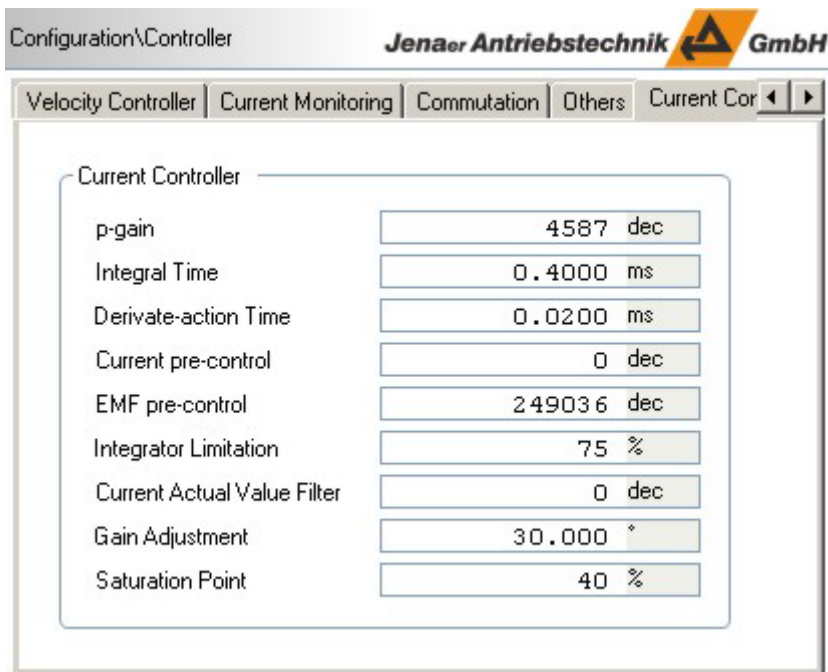 Configuration\Controller
Jenaer Antriebstechnik GmbH
Velocity Controller Current Monitoring Commutation Others Current Cor
Current Controller
p-gain 4587 dec
Integral Time 0.4000 ms
Derivate-action Time 0.0200 ms
Current pre-control 0 dec
EMF pre-control 249036 dec
Integrator Limitation 75 %
Current Actual Value Filter 0 dec
Gain Adjustment 30.000 °
Saturation Point 40 %